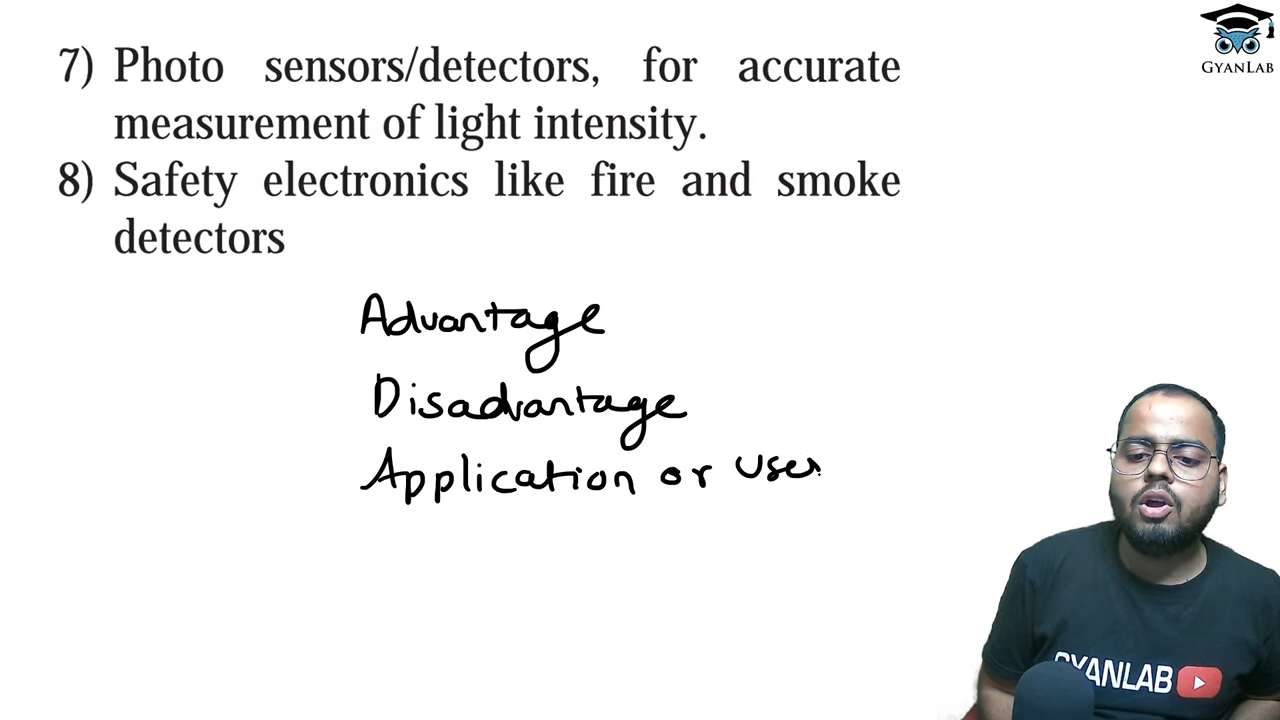 7) Photo sensors/detectors, for accurate
measurement of light intensity.
8) Safety electronics like fire and smoke
detectors
Advantage
Disadvantage
Application or uses
GYANLAB
GYANLAB